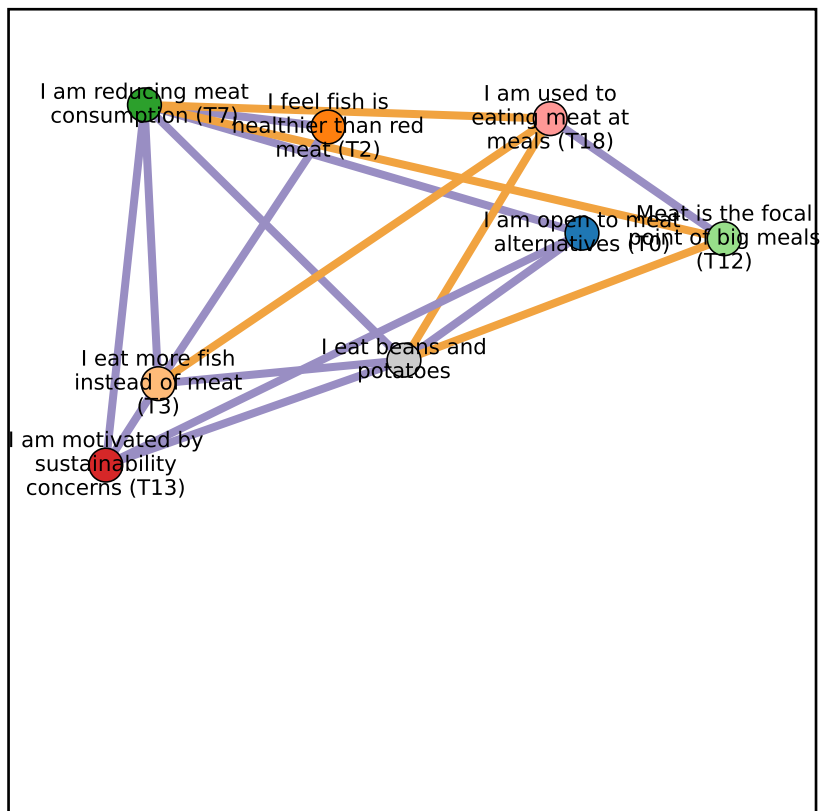 I am reducing meat
consumption (T7)
I feel fish is
healthier than red
meat (T2)
I am used to
eating meat at
meals (T18)
I am open to meat
alternatives (T0)
Meat is the focal
point of big meals
(T12)
I eat beans and
potatoes
I eat more fish
instead of meat
(T3)
I am motivated by
sustainability
concerns (T13)